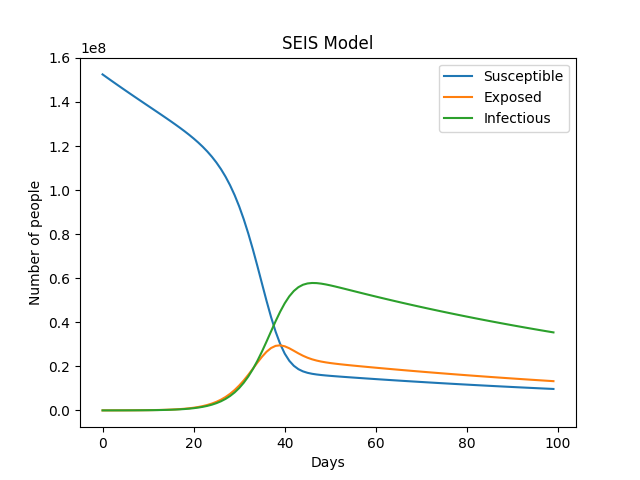 SEIS Model
1e8
Susceptible
Exposed
Infectious
1.6
1.4
1.2
1.0
0.8
0.6
0.4
0.2
0.0
Number of people
0 20 40 60 80 100
Days